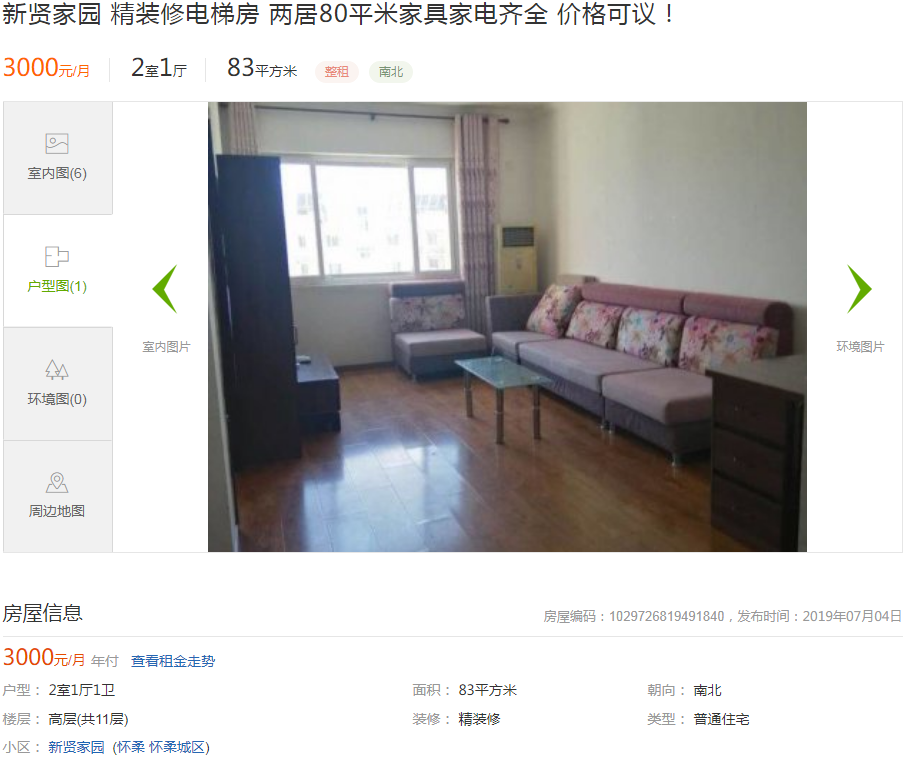 新贤家园 精装修电梯房 两居80平米家具家电齐全 价格可议！
3000元/月 2室1厅 83平方米 整租 南北
室内图(6)
户型图(1)
环境图(0)
周边地图
室内图片
环境图片
房屋信息 房屋编码：1029726819491840，发布时间：2019年07月04日
3000元/月 年付 查看租金走势
户型： 2室1厅1卫 面积： 83平方米 朝向： 南北
楼层： 高层(共11层) 装修： 精装修 类型： 普通住宅
小区： 新贤家园 (怀柔 怀柔城区)